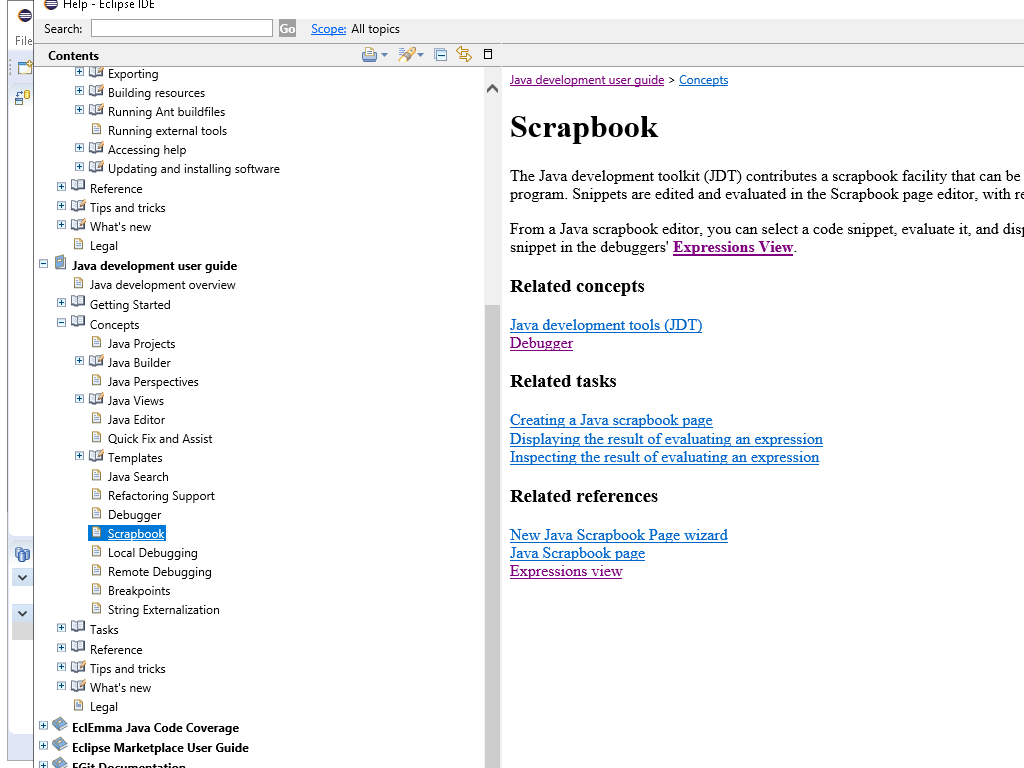 Help - Eclipse IDE
File
Search:
Go
Scope: All topics
Contents
Exporting
Building resources
Running Ant buildfiles
Running external tools
Accessing help
Updating and installing software
Reference
Tips and tricks
What's new
Legal
Java development user guide
Java development overview
Getting Started
Concepts
Java Projects
Java Builder
Java Perspectives
Java Views
Java Editor
Quick Fix and Assist
Templates
Java Search
Refactoring Support
Debugger
Scrapbook
Local Debugging
Remote Debugging
Breakpoints
String Externalization
Tasks
Reference
Tips and tricks
What's new
Legal
EclEmma Java Code Coverage
Eclipse Marketplace User Guide
EGit Documentation
Java development user guide > Concepts
Scrapbook
The Java development toolkit (JDT) contributes a scrapbook facility that can be
program. Snippets are edited and evaluated in the Scrapbook page editor, with re
From a Java scrapbook editor, you can select a code snippet, evaluate it, and disp
snippet in the debuggers' Expressions View.
Related concepts
Java development tools (JDT)
Debugger
Related tasks
Creating a Java scrapbook page
Displaying the result of evaluating an expression
Inspecting the result of evaluating an expression
Related references
New Java Scrapbook Page wizard
Java Scrapbook page
Expressions view